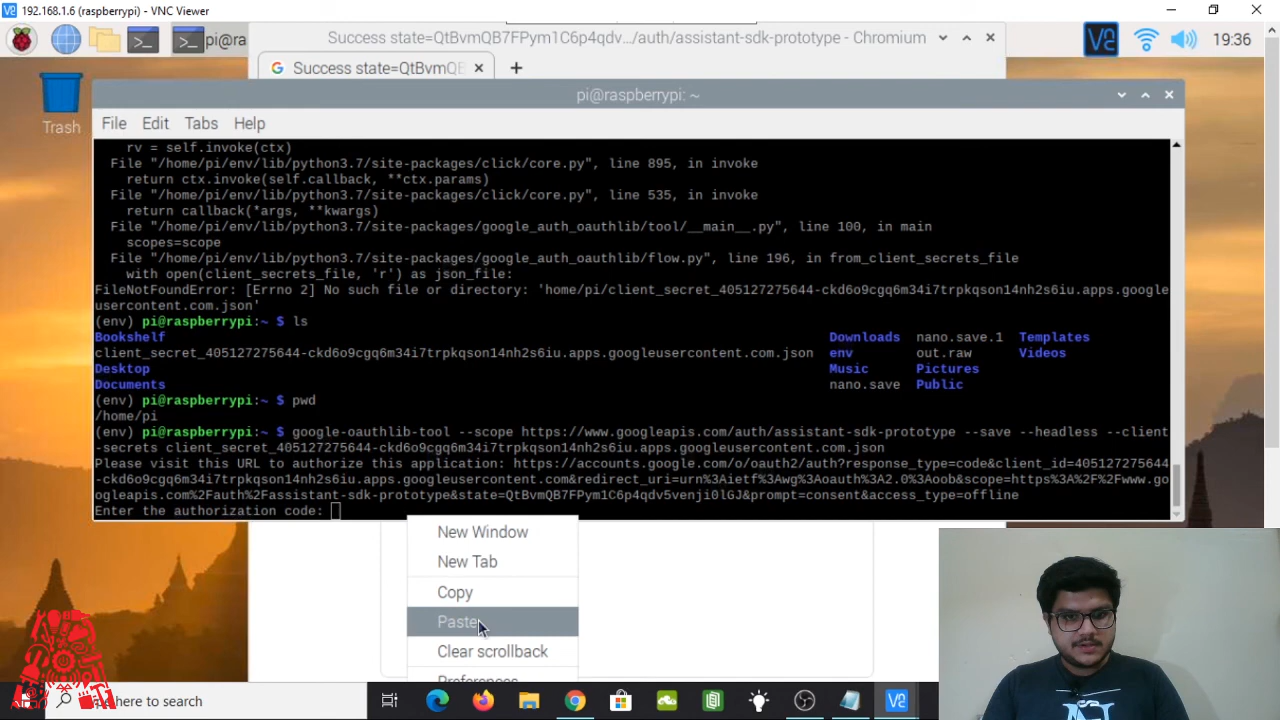 192.168.1.6 (raspberrypi) - VNC Viewer
pi@ra
Success state=QtBvmQB7FPym1C6p4qdv.../auth/assistant-sdk-prototype - Chromium
19:36
Success state=QtBvmQB
Trash
pi@raspberrypi: ~
File Edit Tabs Help
rv = self.invoke(ctx)
File "/home/pi/env/lib/python3.7/site-packages/click/core.py", line 895, in invoke
return ctx.invoke(self.callback, **ctx.params)
File "/home/pi/env/lib/python3.7/site-packages/click/core.py", line 535, in invoke
return callback(*args, **kwargs)
File "/home/pi/env/lib/python3.7/site-packages/google_auth_oauthlib/tool/__main__.py", line 100, in main
scopes=scope
File "/home/pi/env/lib/python3.7/site-packages/google_auth_oauthlib/flow.py", line 196, in from_client_secrets_file
with open(client_secrets_file, 'r') as json_file:
FileNotFoundError: [Errno 2] No such file or directory: 'home/pi/client_secret_405127275644-ckd6o9cgq6m34i7trpkqson14nh2s6iu.apps.google
usercontent.com.json'
(env) pi@raspberrypi:~ $ ls
Bookshelf Downloads nano.save.1 Templates
client_secret_405127275644-ckd6o9cgq6m34i7trpkqson14nh2s6iu.apps.googleusercontent.com.json env out.raw Videos
Desktop Music Pictures
Documents nano.save Public
(env) pi@raspberrypi:~ $ pwd
/home/pi
(env) pi@raspberrypi:~ $ google-oauthlib-tool --scope https://www.googleapis.com/auth/assistant-sdk-prototype --save --headless --client
-secrets client_secret_405127275644-ckd6o9cgq6m34i7trpkqson14nh2s6iu.apps.googleusercontent.com.json
Please visit this URL to authorize this application: https://accounts.google.com/o/oauth2/auth?response_type=code&client_id=405127275644
-ckd6o9cgq6m34i7trpkqson14nh2s6iu.apps.googleusercontent.com&redirect_uri=urn%3Aietf%3Awg%3Aoauth%3A2.0%3Aoob&scope=https%3A%2F%2Fwww.go
ogleapis.com%2Fauth%2Fassistant-sdk-prototype&state=QtBvmQB7FPym1C6p4qdv5venji0lGJ&prompt=consent&access_type=offline
Enter the authorization code:
New Window
New Tab
Copy
Paste
Clear scrollback
Preferences
here to search